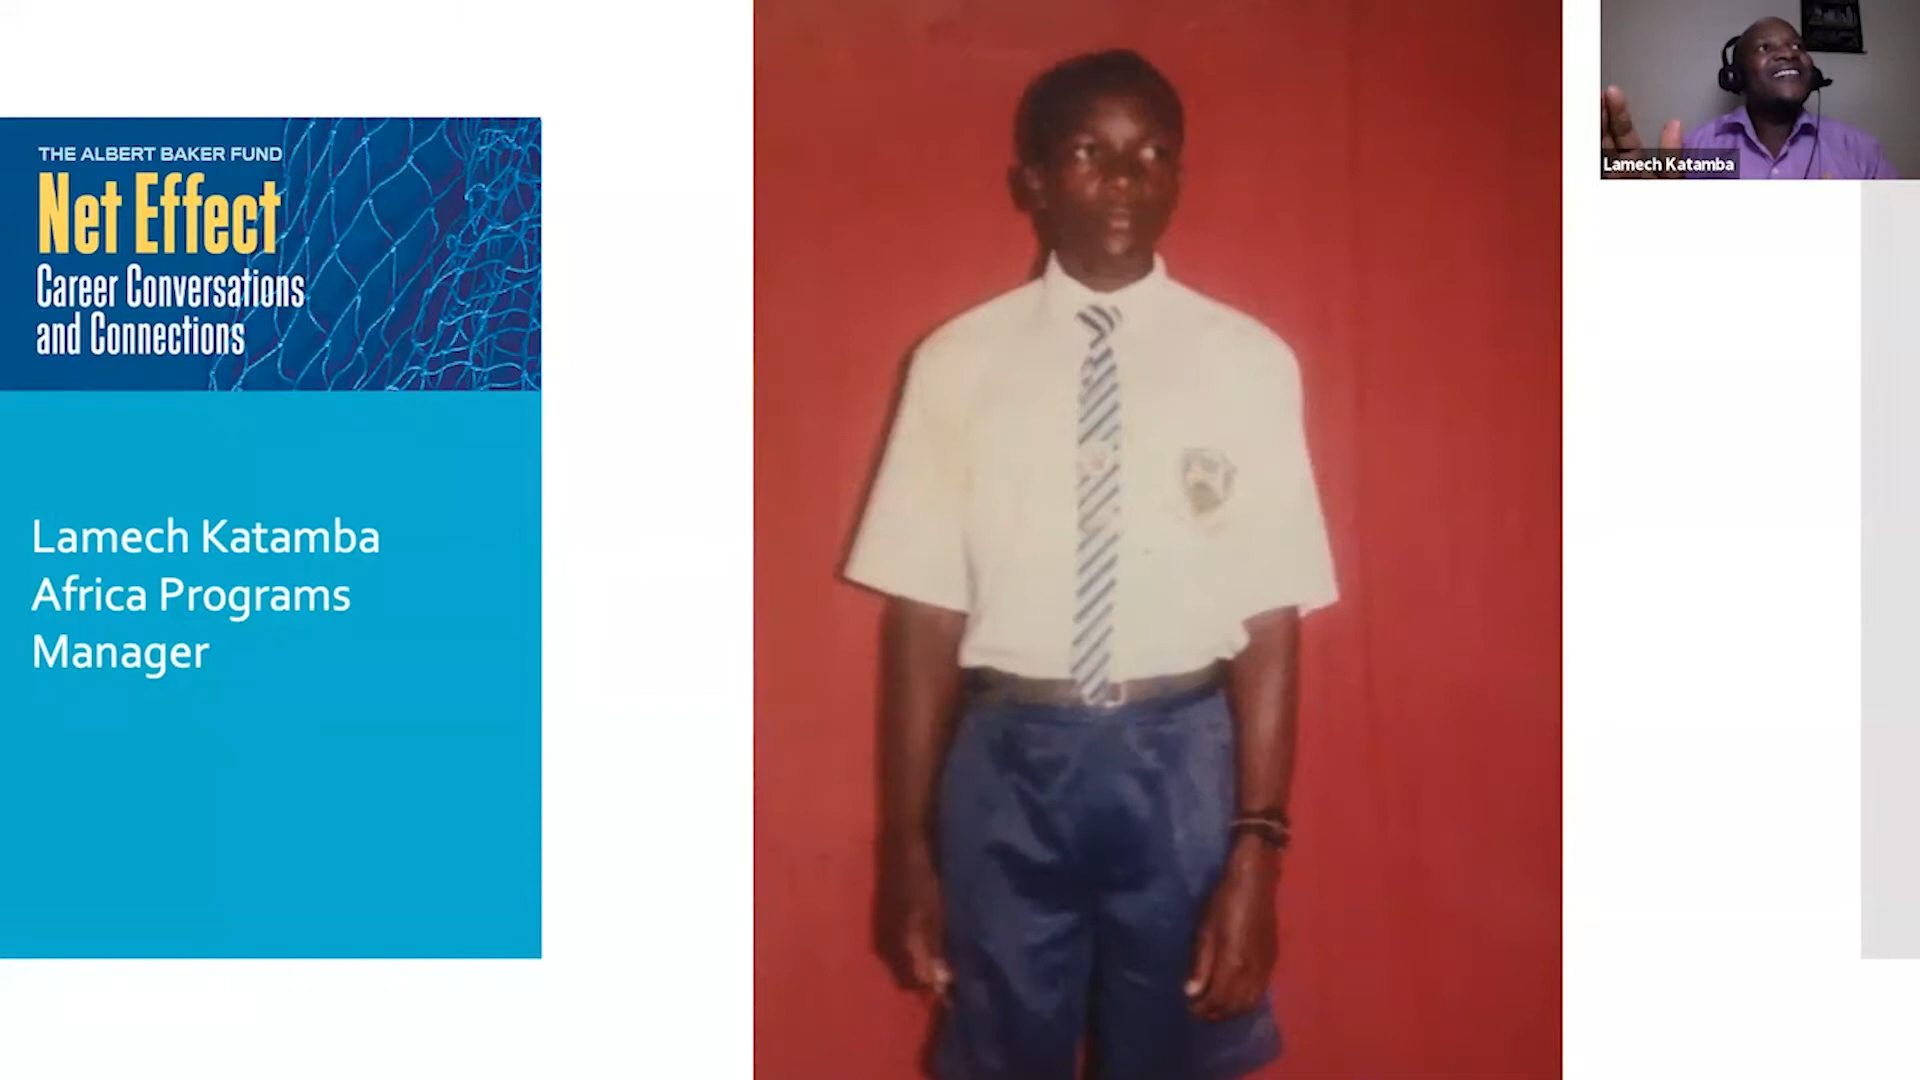 THE ALBERT BAKER FUND
Net Effect
Career Conversations
and Connections
Lamech Katamba
Africa Programs
Manager
Lamech Katamba